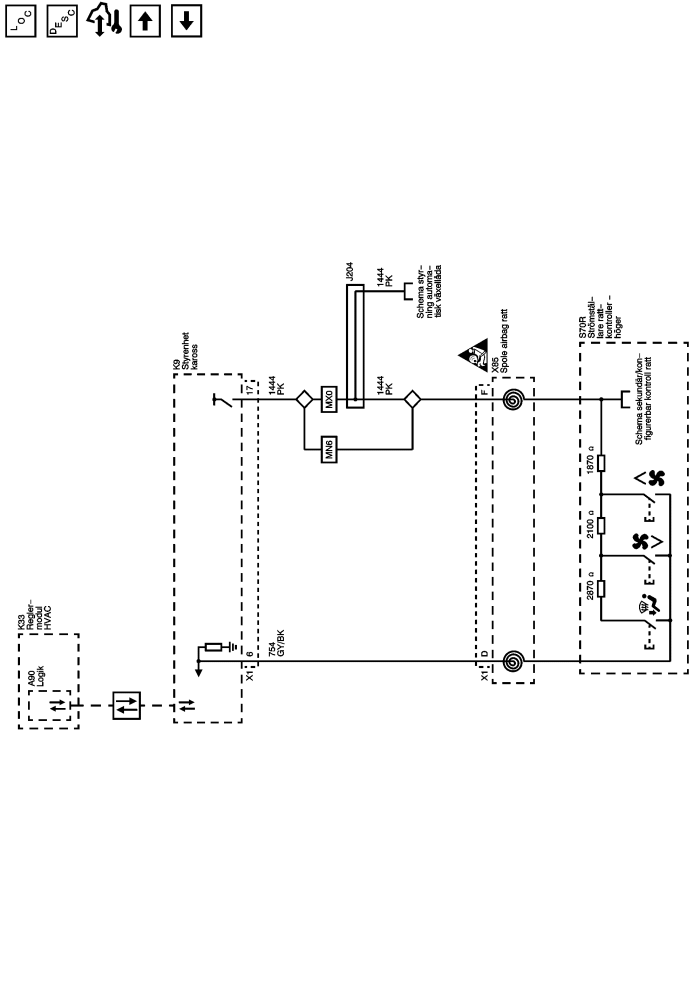 LOC
DESC
K33
Regler–
modul
HVAC
A90
Logik
K9
Styrenhet
kaross
17
6
X1
1444
PK
754
GY/BK
MX0
MN6
J204
1444
PK
Schema styr–
ning automa–
tisk växellåda
1444
PK
X85
Spole airbag ratt
F
D
X1
S70R
Strömstäl–
lare ratt–
kontroller –
höger
Schema sekundär/kon–
figurerbar kontroll ratt
1870 Ω
2100 Ω
2870 Ω